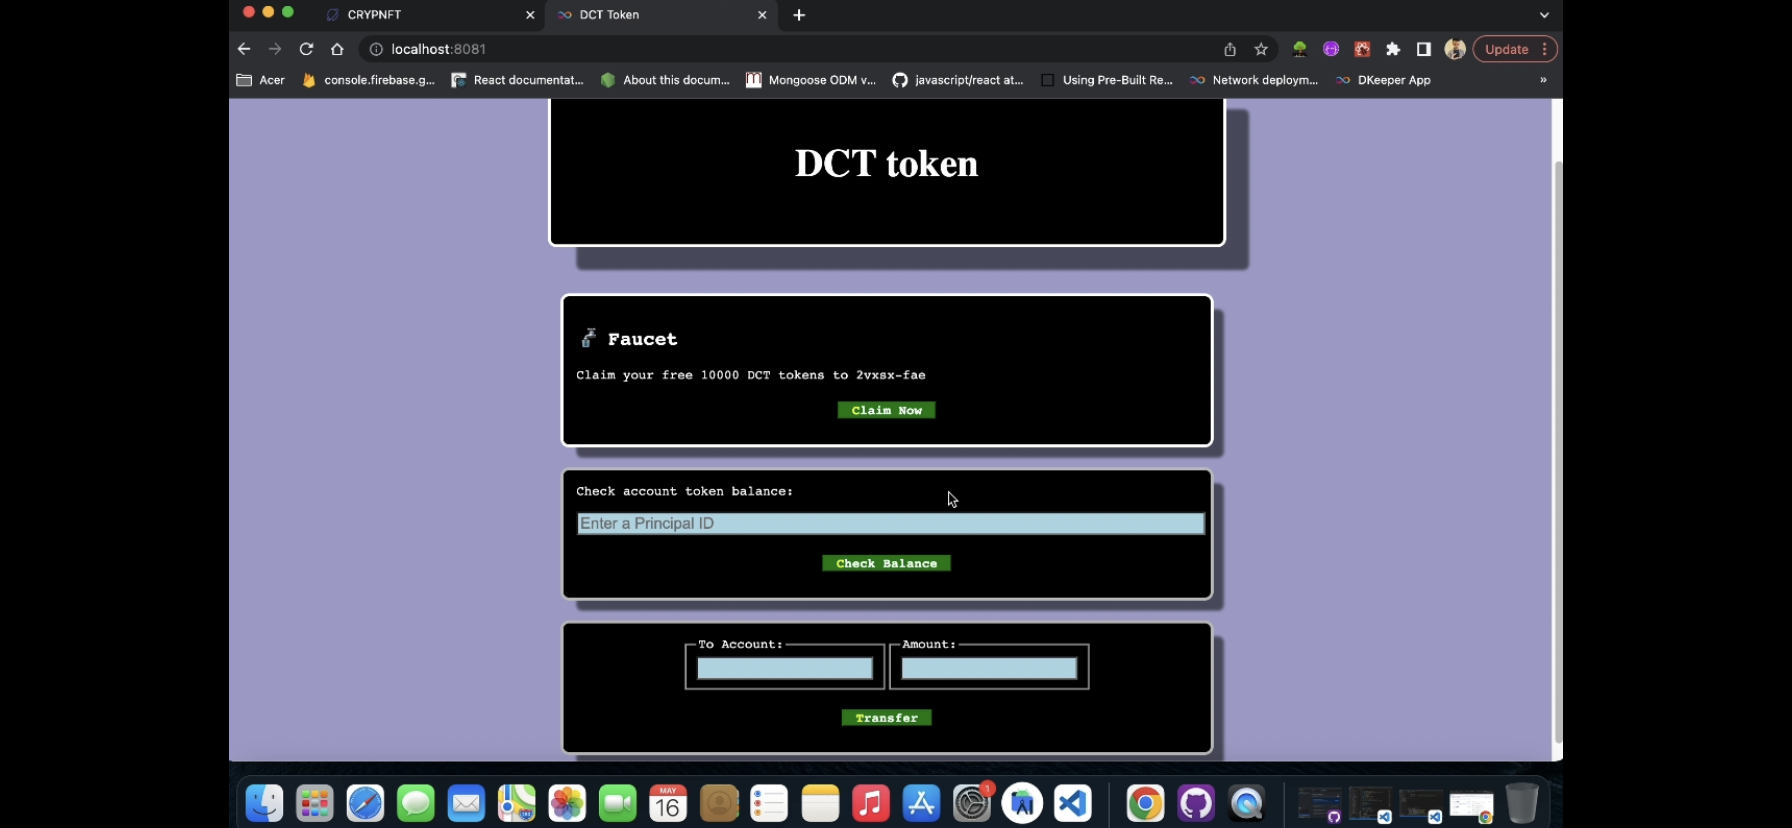 CRYPNFT
DCT Token
localhost:8081
Update
Acer
console.firebase.g...
React documentat...
About this docum...
Mongoose ODM v...
javascript/react at...
Using Pre-Built Re...
Network deploym...
DKeeper App
»
DCT token
Faucet
Claim your free 10000 DCT tokens to 2vxsx-fae
Claim Now
Check account token balance:
Enter a Principal ID
Check Balance
To Account:
Amount:
Transfer
MAY
16
1